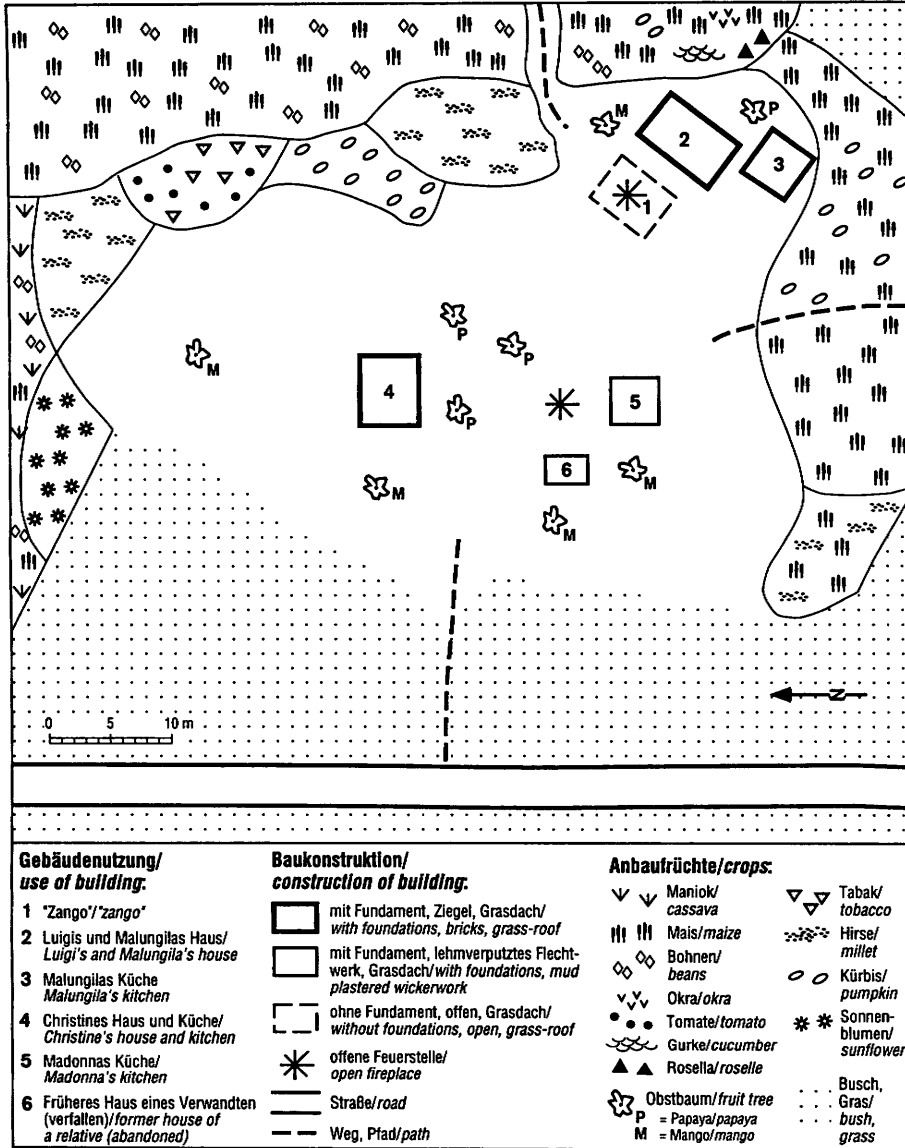 M
P
2
3
1
P
P
M
4
5
P
6
M
M
M
N
0 5 10 m
Gebäudenutzung/
use of building:
1 "Zango"/"zango"
2 Luigis und Malungilas Haus/
Luigi's and Malungila's house
3 Malungilas Küche
Malungila's kitchen
4 Christines Haus und Küche/
Christine's house and kitchen
5 Madonnas Küche/
Madonna's kitchen
6 Früheres Haus eines Verwandten
(verfallen)/former house of
a relative (abandoned)
Baukonstruktion/
construction of building:
mit Fundament, Ziegel, Grasdach/
with foundations, bricks, grass-roof
mit Fundament, lehmverputztes Flecht-
werk, Grasdach/with foundations, mud
plastered wickerwork
ohne Fundament, offen, Grasdach/
without foundations, open, grass-roof
offene Feuerstelle/
open fireplace
Straße/road
Weg, Pfad/path
Anbaufrüchte/crops:
Maniok/
cassava
Mais/maize
Bohnen/
beans
Okra/okra
Tomate/tomato
Gurke/cucumber
Rosella/roselle
Obstbaum/fruit tree
P = Papaya/papaya
M = Mango/mango
Tabak/
tobacco
Hirse/
millet
Kürbis/
pumpkin
Sonnen-
blumen/
sunflower
Busch,
Gras/
bush,
grass